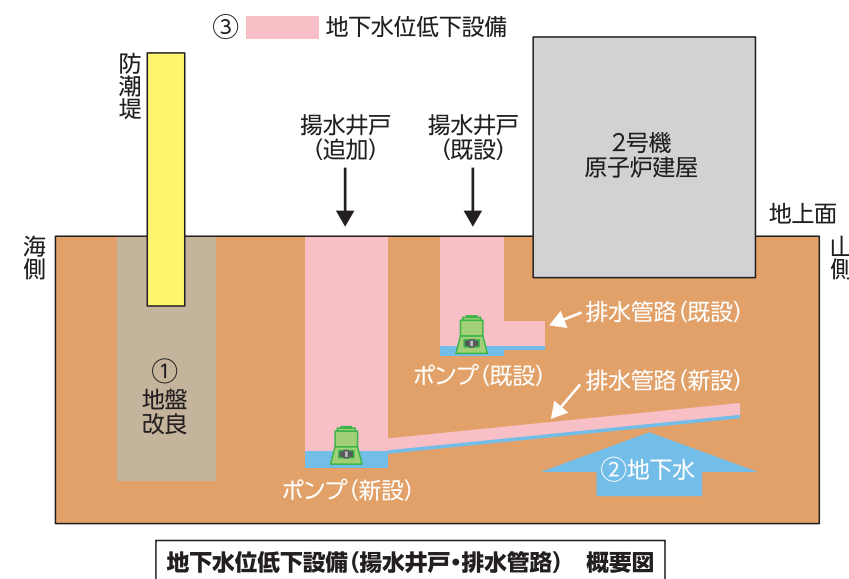 ③ 地下水位低下設備
防潮堤
揚水井戸
(追加)
揚水井戸
(既設)
2号機
原子炉建屋
地上面
海側
山側
排水管路(既設)
ポンプ(既設)
排水管路(新設)
①
地盤
改良
②地下水
ポンプ(新設)
地下水位低下設備(揚水井戸・排水管路) 概要図